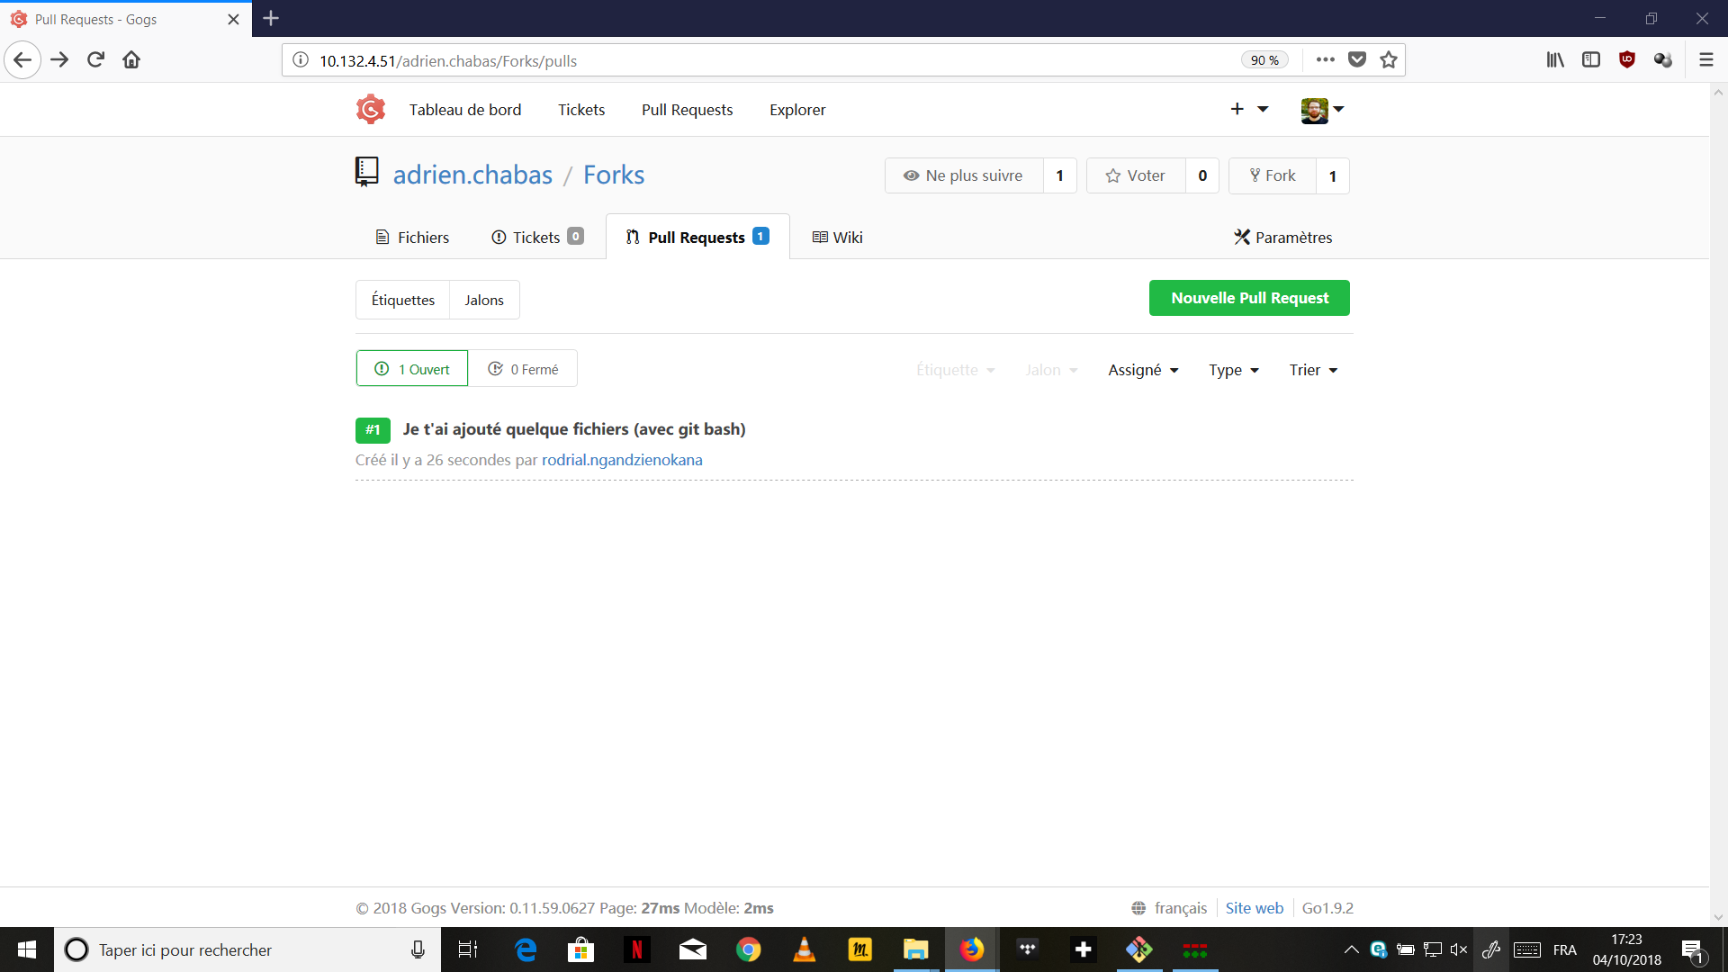 Pull Requests - Gogs
10.132.4.51/adrien.chabas/Forks/pulls
90 %
Tableau de bord
Tickets
Pull Requests
Explorer
adrien.chabas / Forks
Ne plus suivre 1
Voter 0
Fork 1
Fichiers
Tickets 0
Pull Requests 1
Wiki
Paramètres
Étiquettes
Jalons
Nouvelle Pull Request
1 Ouvert
0 Fermé
Étiquette
Jalon
Assigné
Type
Trier
#1 Je t'ai ajouté quelque fichiers (avec git bash)
Créé il y a 26 secondes par rodrial.ngandzienokana
© 2018 Gogs Version: 0.11.59.0627 Page: 27ms Modèle: 2ms
français
Site web
Go1.9.2
Taper ici pour rechercher
FRA
17:23
04/10/2018
1